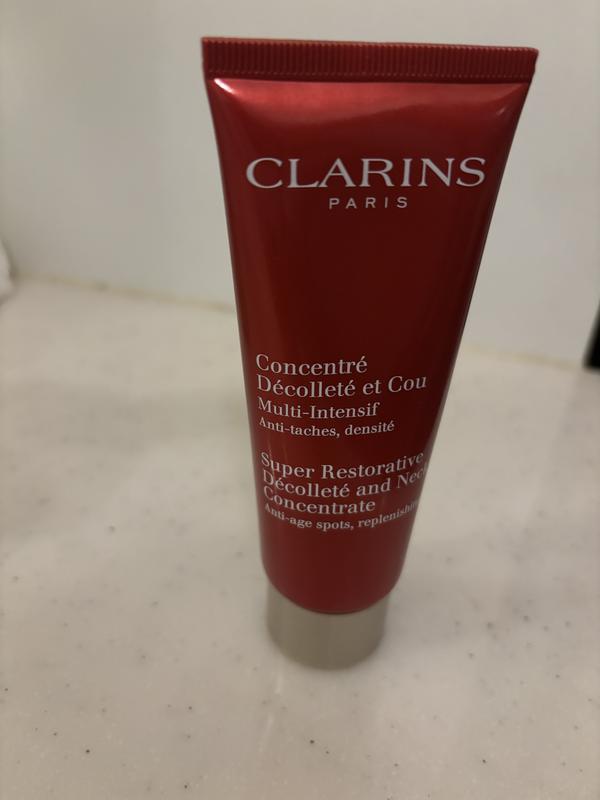 CLARINS
PARIS
Concentré
Décolleté et Cou
Multi-Intensif
Anti-taches, densité
Super Restorative
Décolleté and
Concentrate
Anti-age spots,